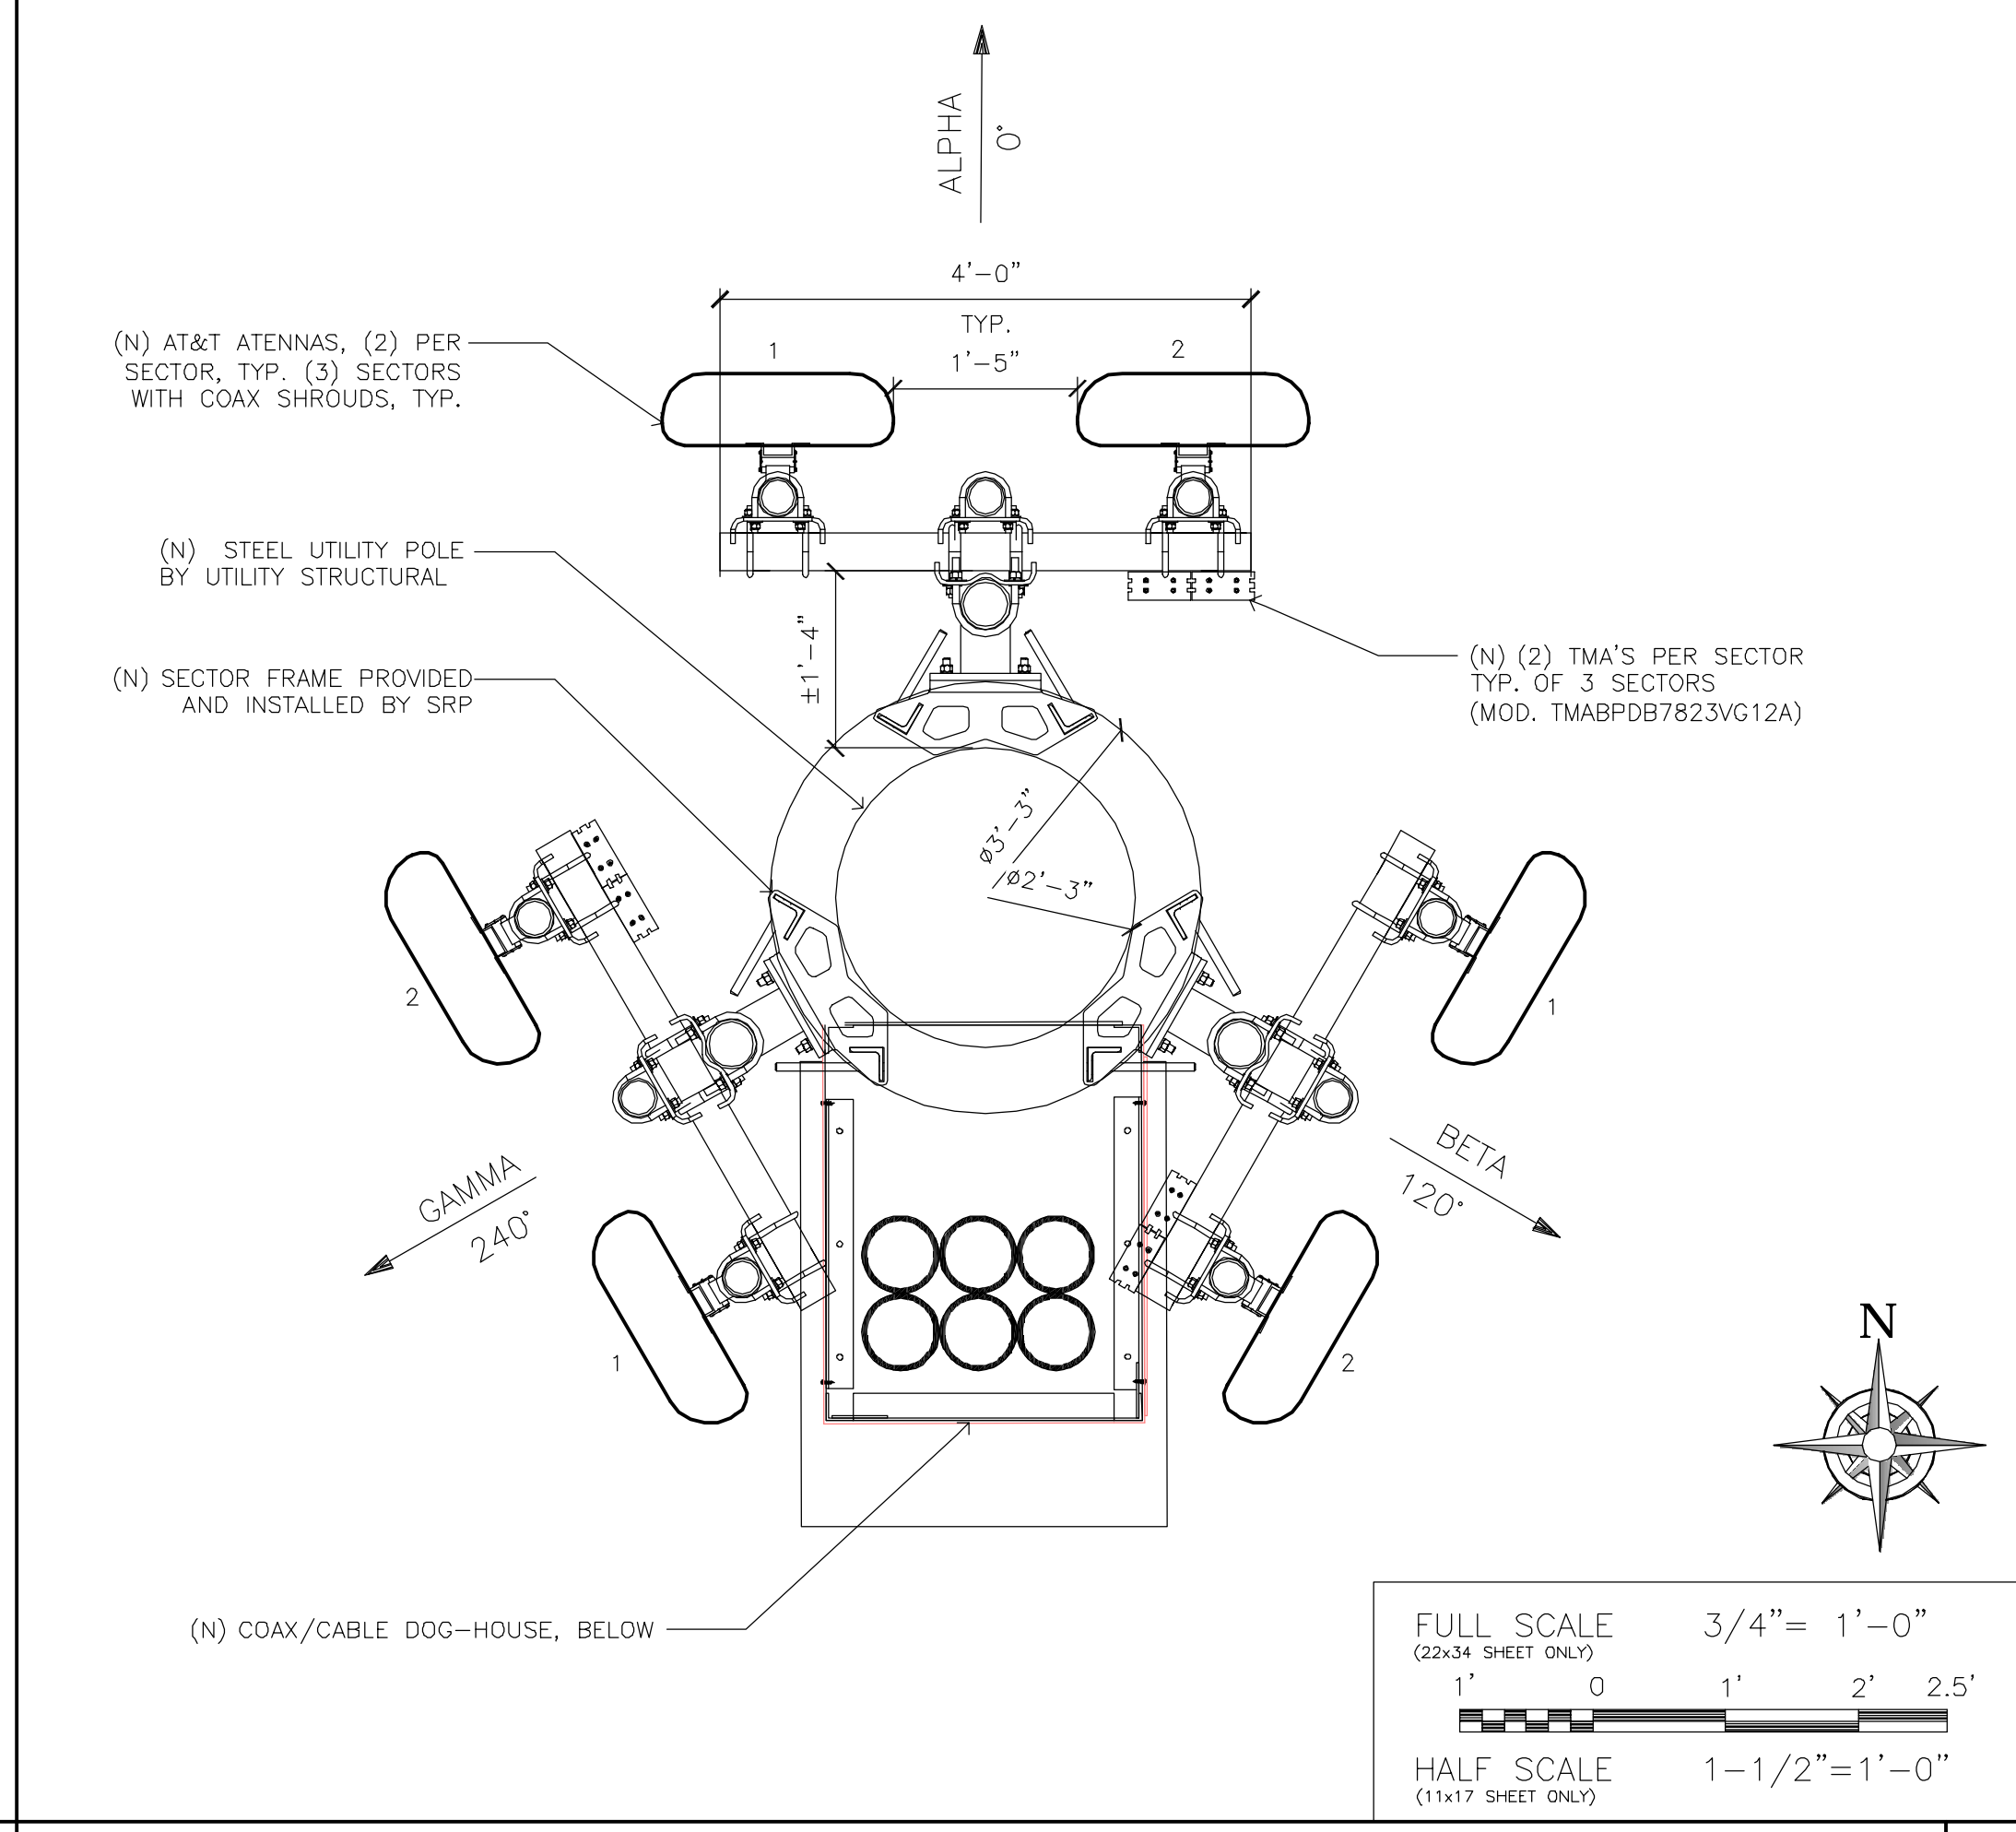 ALPHA
0°
4'-0"
TYP.
1'-5"
1
2
(N) AT&T ATENNAS, (2) PER
SECTOR, TYP. (3) SECTORS
WITH COAX SHROUDS, TYP.
(N) STEEL UTILITY POLE
BY UTILITY STRUCTURAL
±1'-4"
(N) SECTOR FRAME PROVIDED
AND INSTALLED BY SRP
(N) (2) TMA'S PER SECTOR
TYP. OF 3 SECTORS
(MOD. TMABPDB7823VG12A)
Ø3'-3"
Ø2'-3"
2
1
GAMMA
240°
BETA
120°
1
2
N
(N) COAX/CABLE DOG-HOUSE, BELOW
FULL SCALE 3/4"= 1'-0"
(22x34 SHEET ONLY)
1' 0 1' 2' 2.5'
HALF SCALE 1-1/2"=1'-0"
(11x17 SHEET ONLY)